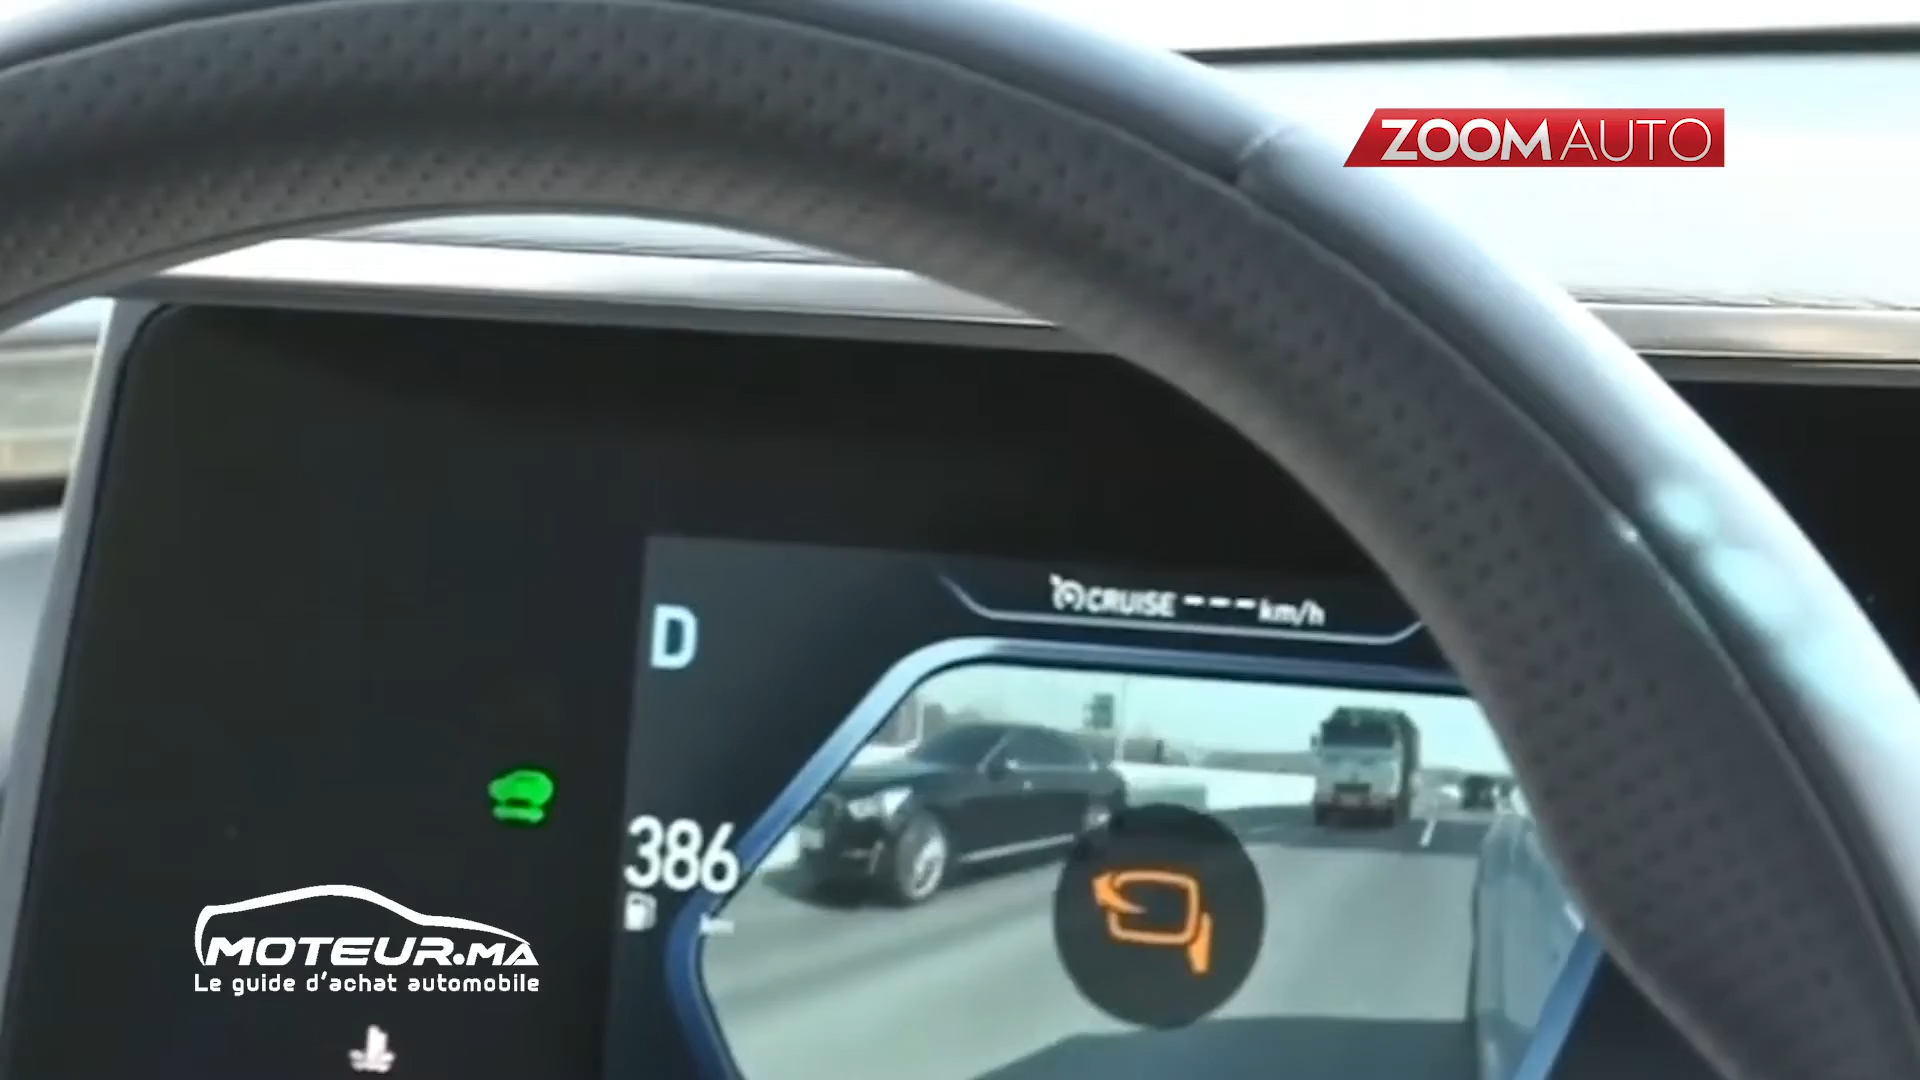 ZOOMAUTO
CRUISE --- km/h
D
386
MOTEUR.MA
Le guide d'achat automobile